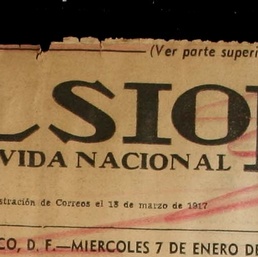 (Ver parte superi
LSIO
VIDA NACIONAL
stración de Correos el 18 de marzo de 1917
CO, D. F.—MIERCOLES 7 DE ENERO DE